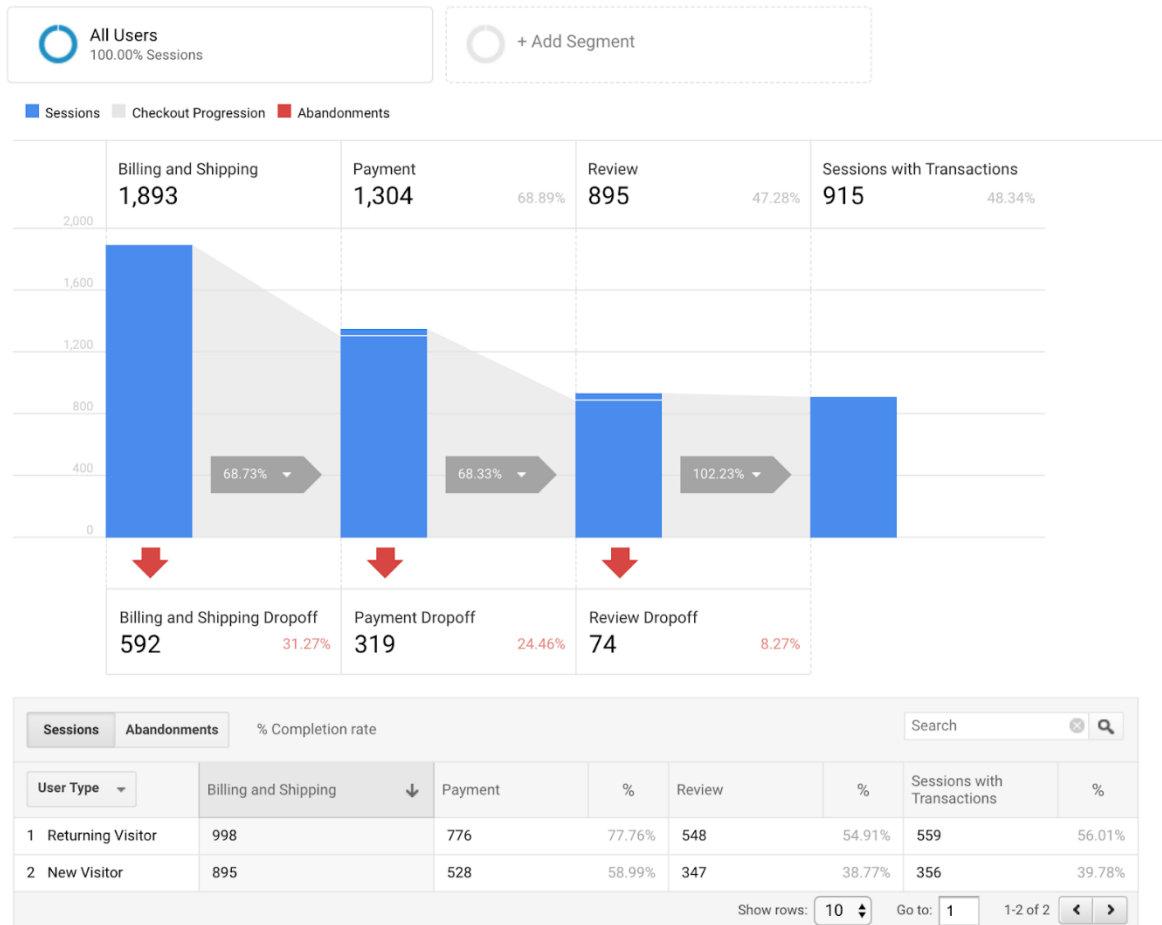 All Users
100.00% Sessions
+ Add Segment
Sessions Checkout Progression Abandonments
Billing and Shipping
1,893
Payment
1,304 68.89%
Review
895 47.28%
Sessions with Transactions
915 48.34%
2,000
1,600
1,200
800
400
0
68.73%
68.33%
102.23%
Billing and Shipping Dropoff
592 31.27%
Payment Dropoff
319 24.46%
Review Dropoff
74 8.27%
Sessions Abandonments % Completion rate Search
User Type Billing and Shipping Payment % Review % Sessions with Transactions %
1 Returning Visitor 998 776 77.76% 548 54.91% 559 56.01%
2 New Visitor 895 528 58.99% 347 38.77% 356 39.78%
Show rows: 10 Go to: 1 1-2 of 2